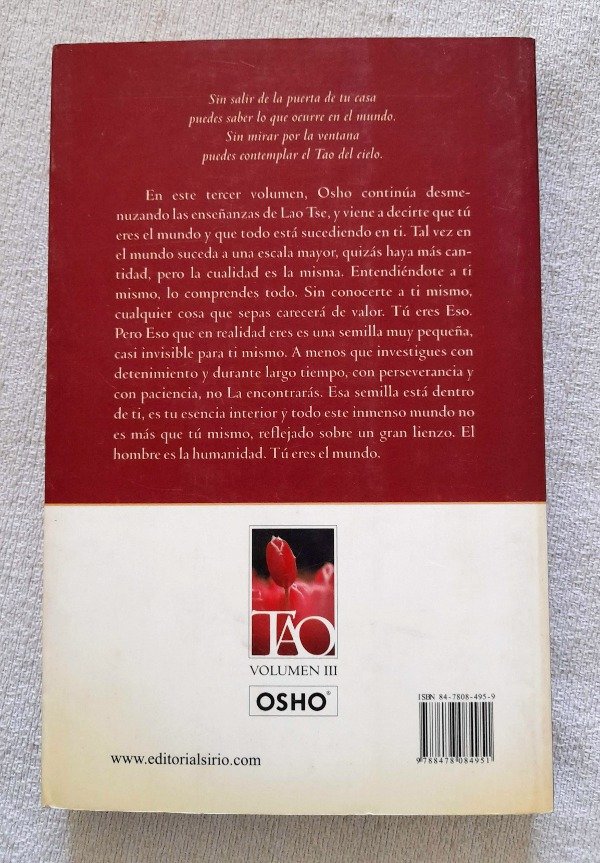 Sin salir de la puerta de tu casa
puedes saber lo que ocurre en el mundo.
Sin mirar por la ventana
puedes contemplar el Tao del cielo.
En este tercer volumen, Osho continúa desme-
nuzando las enseñanzas de Lao Tse, y viene a decirte que tú
eres el mundo y que todo está sucediendo en ti. Tal vez en
el mundo suceda a una escala mayor, quizás haya más can-
tidad, pero la cualidad es la misma. Entendiéndote a ti
mismo, lo comprendes todo. Sin conocerte a ti mismo,
cualquier cosa que sepas carecerá de valor. Tú eres Eso.
Pero Eso que en realidad eres es una semilla muy pequeña,
casi invisible para ti mismo. A menos que investigues con
detenimiento y durante largo tiempo, con perseverancia y
con paciencia, no La encontrarás. Esa semilla está dentro
de ti, es tu esencia interior y todo este inmenso mundo no
es más que tú mismo, reflejado sobre un gran lienzo. El
hombre es la humanidad. Tú eres el mundo.
TAO
VOLUMEN III
OSHO®
ISBN 84-7808-495-9
9788478084951
www.editorialsirio.com